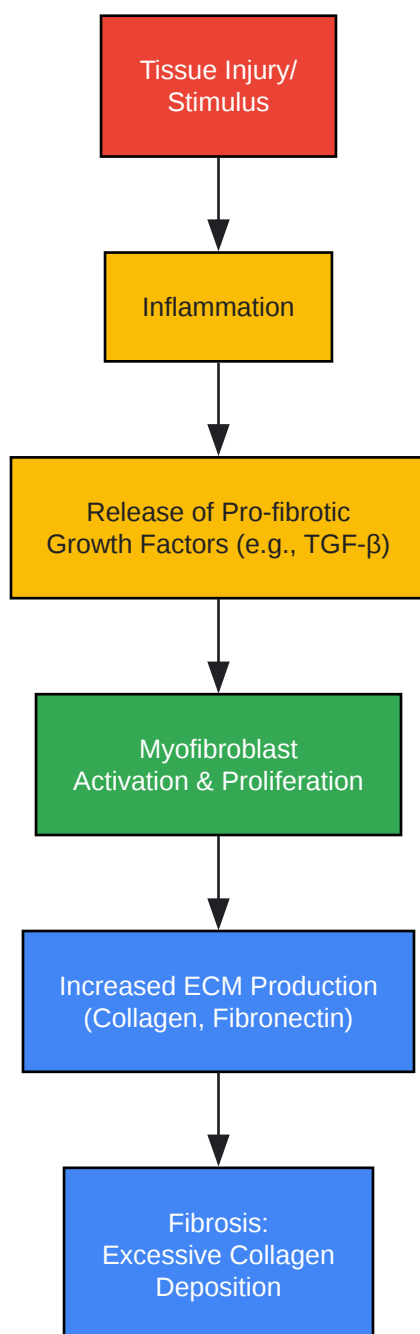 Tissue Injury/
Stimulus
Inflammation
Release of Pro-fibrotic
Growth Factors (e.g., TGF-β)
Myofibroblast
Activation & Proliferation
Increased ECM Production
(Collagen, Fibronectin)
Fibrosis:
Excessive Collagen
Deposition